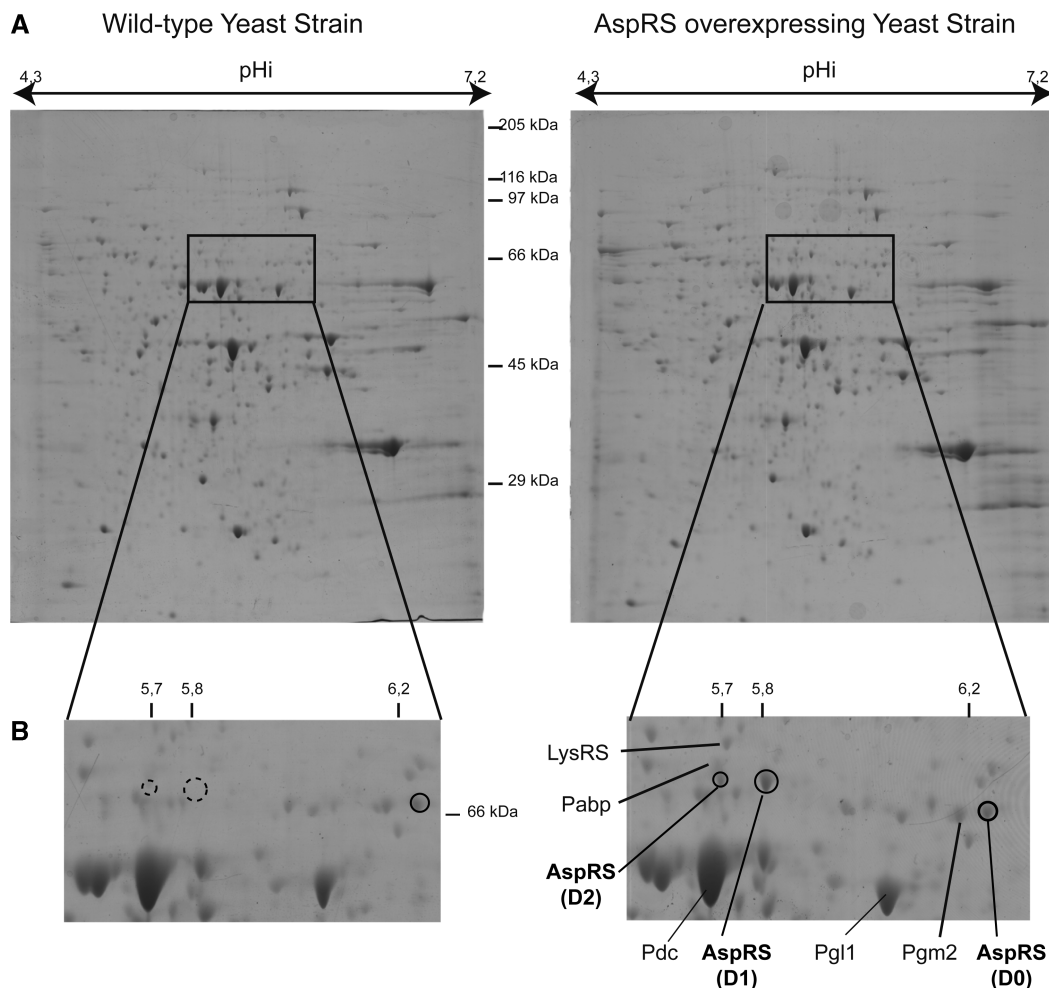 A
Wild-type Yeast Strain
AspRS overexpressing Yeast Strain
pHi
4,3
7,2
pHi
4,3
7,2
205 kDa
116 kDa
97 kDa
66 kDa
45 kDa
29 kDa
B
5,7
5,8
6,2
66 kDa
5,7
5,8
6,2
LysRS
Pabp
AspRS
(D2)
Pdc
AspRS
(D1)
Pgl1
Pgm2
AspRS
(D0)